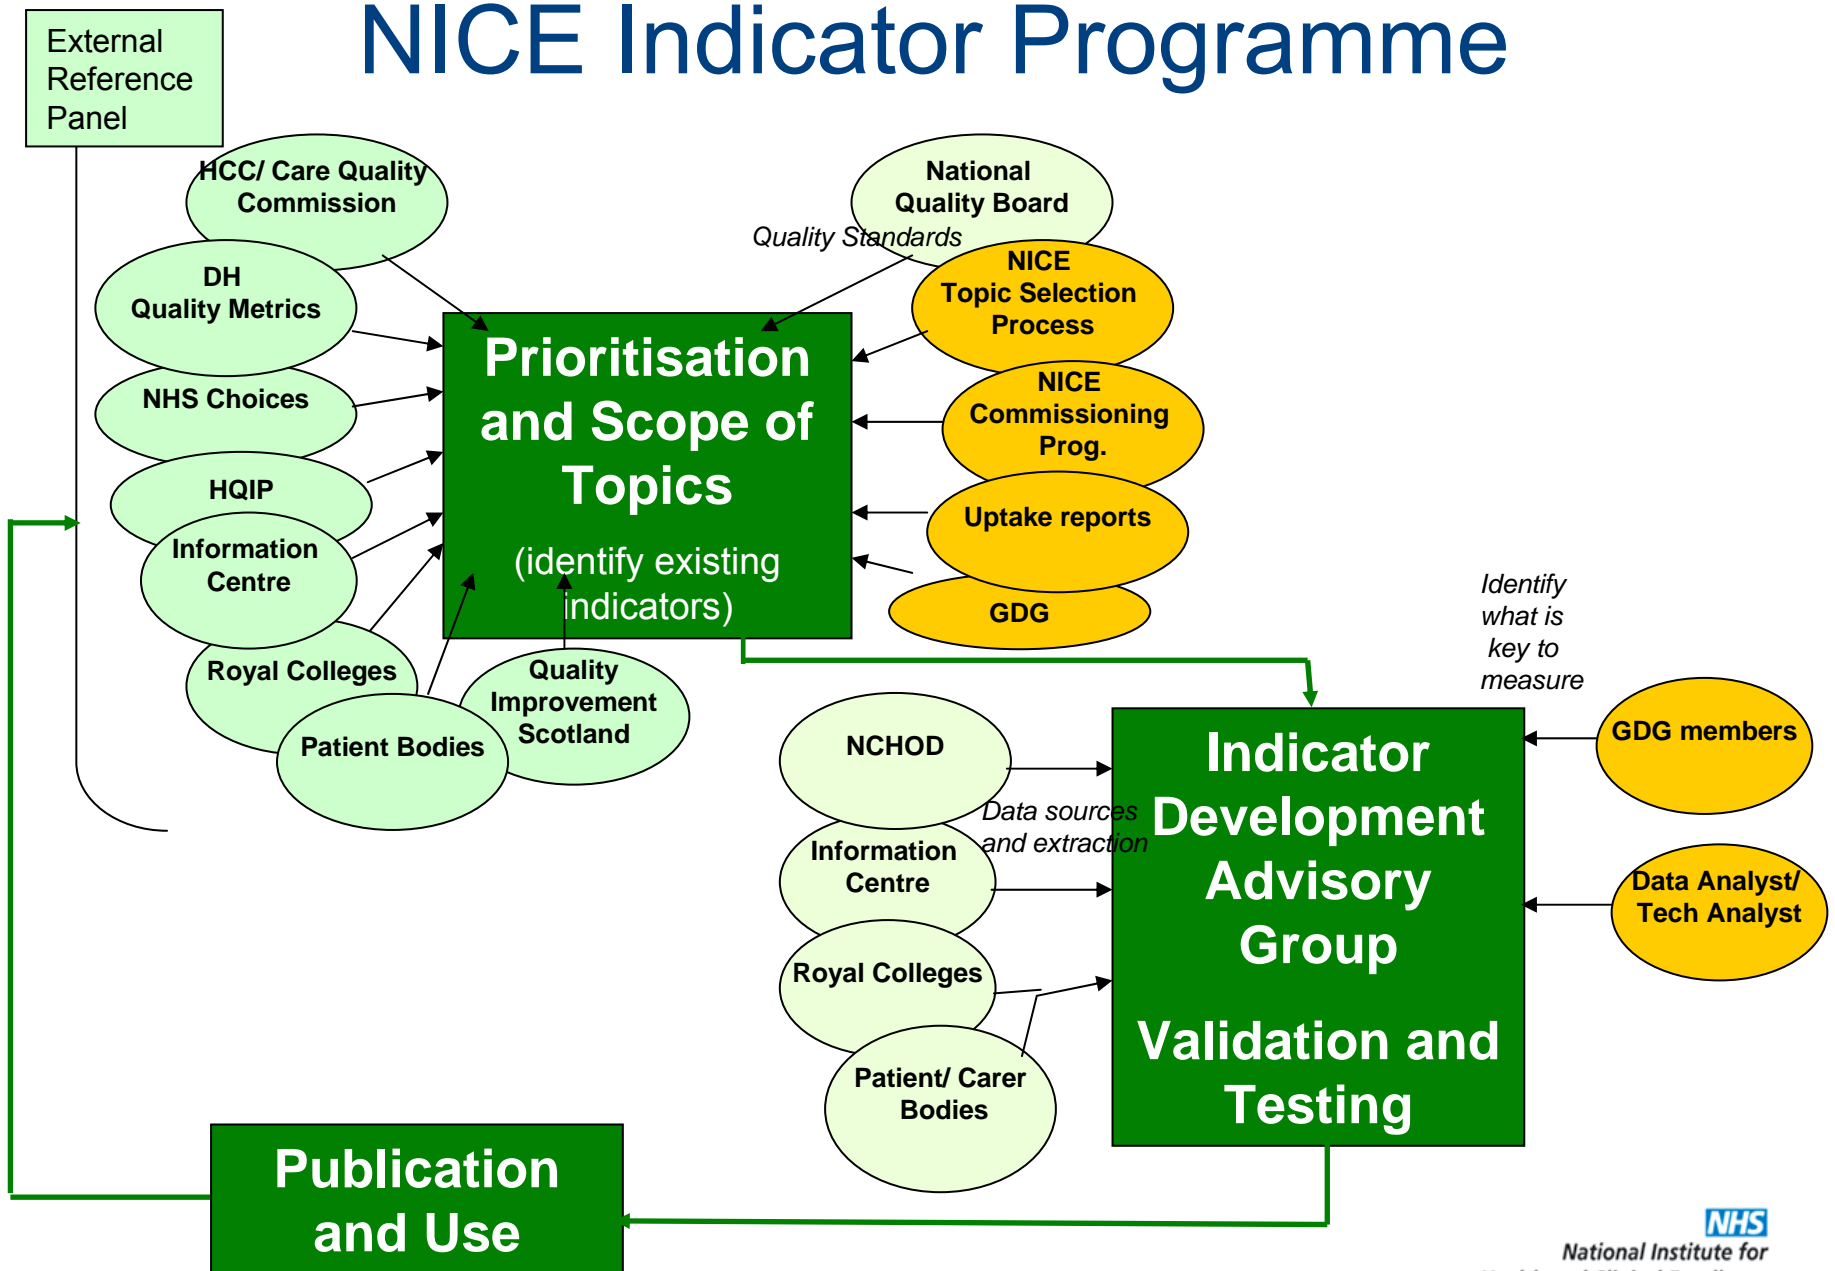 NICE Indicator Programme
External
Reference
Panel
HCC/ Care Quality
Commission
DH
Quality Metrics
NHS Choices
HQIP
Information
Centre
Royal Colleges
Patient Bodies
Quality
Improvement
Scotland
Quality Standards
National
Quality Board
NICE
Topic Selection
Process
NICE
Commissioning
Prog.
Uptake reports
GDG
Prioritisation
and Scope of
Topics
(identify existing
indicators)
Identify
what is
key to
measure
GDG members
Data Analyst/
Tech Analyst
NCHOD
Data sources
and extraction
Information
Centre
Royal Colleges
Patient/ Carer
Bodies
Indicator
Development
Advisory
Group
Validation and
Testing
Publication
and Use
NHS
National Institute for